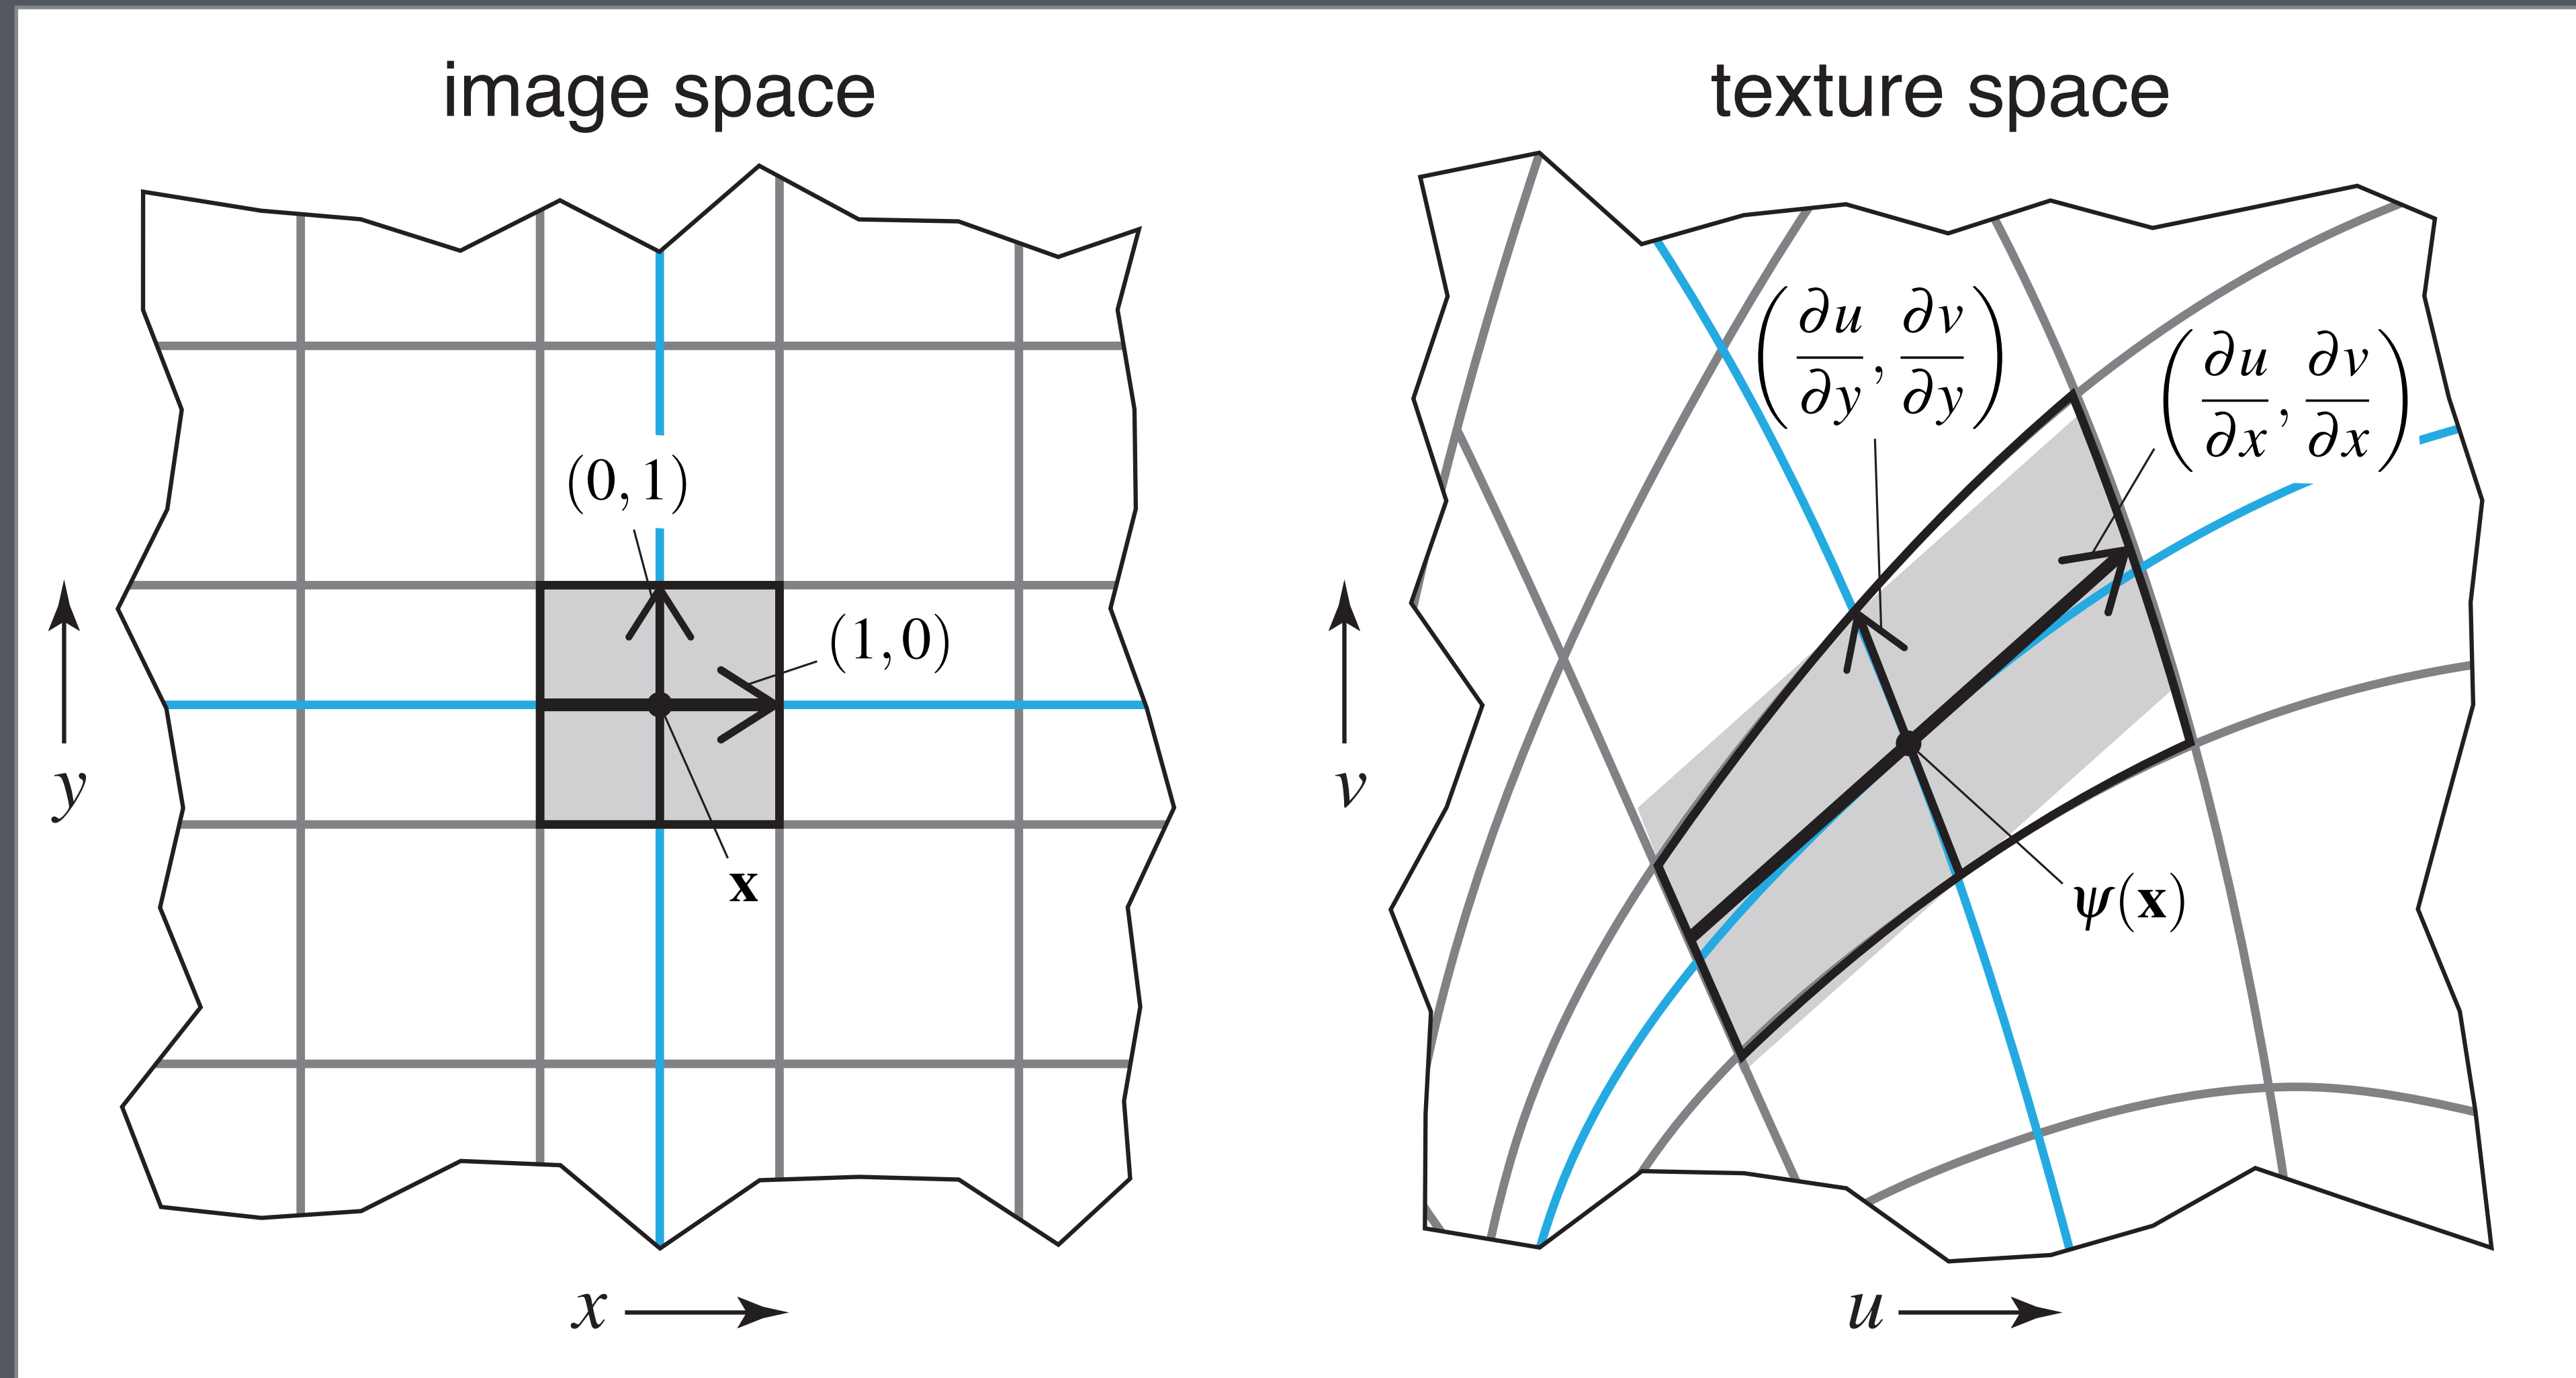 image space
texture space
(∂u/∂y, ∂v/∂y)
(∂u/∂x, ∂v/∂x)
(0, 1)
(1, 0)
y
v
x
ψ(x)
x
u